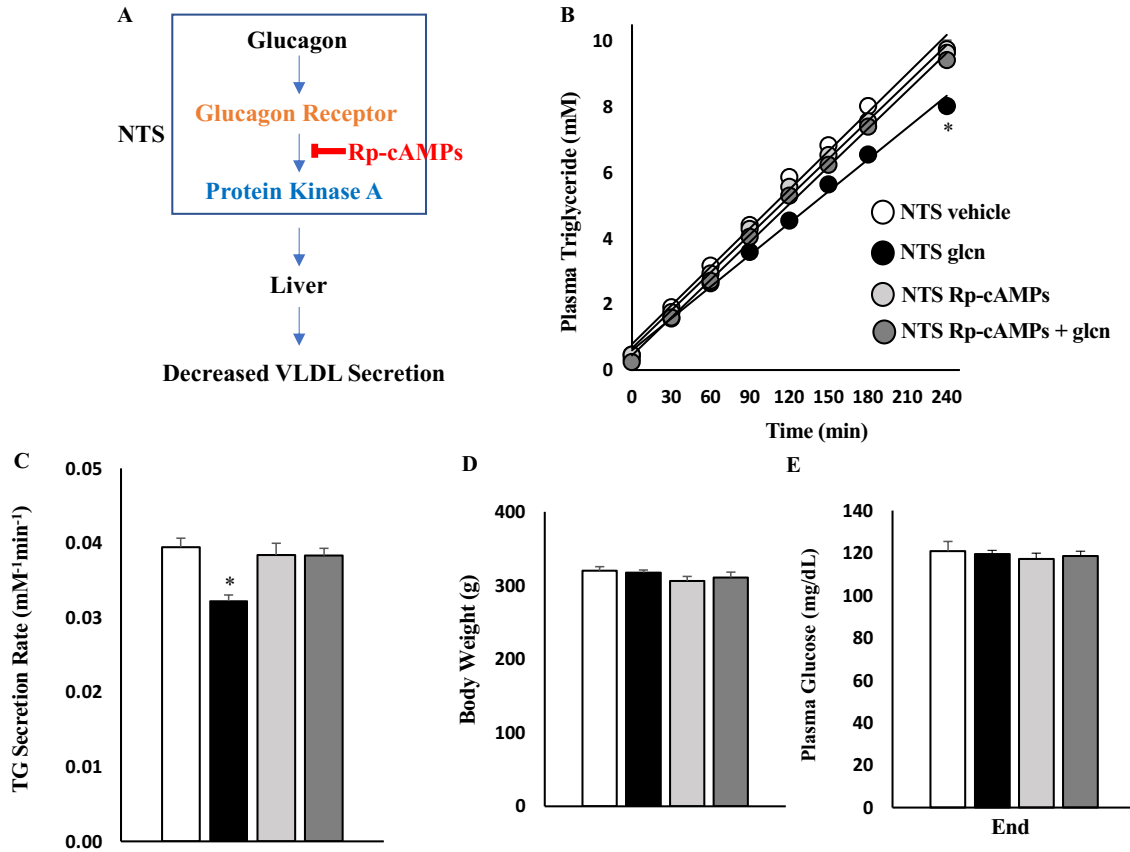 A
Glucagon
Glucagon Receptor
NTS
Rp-cAMPs
Protein Kinase A
Liver
Decreased VLDL Secretion
B
Plasma Triglyceride (mM)
10
8
6
4
2
0
0 30 60 90 120 150 180 210 240
Time (min)
*
NTS vehicle
NTS glcn
NTS Rp-cAMPs
NTS Rp-cAMPs + glcn
C
TG Secretion Rate (mM⁻¹min⁻¹)
0.05
0.04
0.03
0.02
0.01
0.00
*
D
Body Weight (g)
400
300
200
100
0
E
Plasma Glucose (mg/dL)
140
120
100
80
60
40
20
0
End